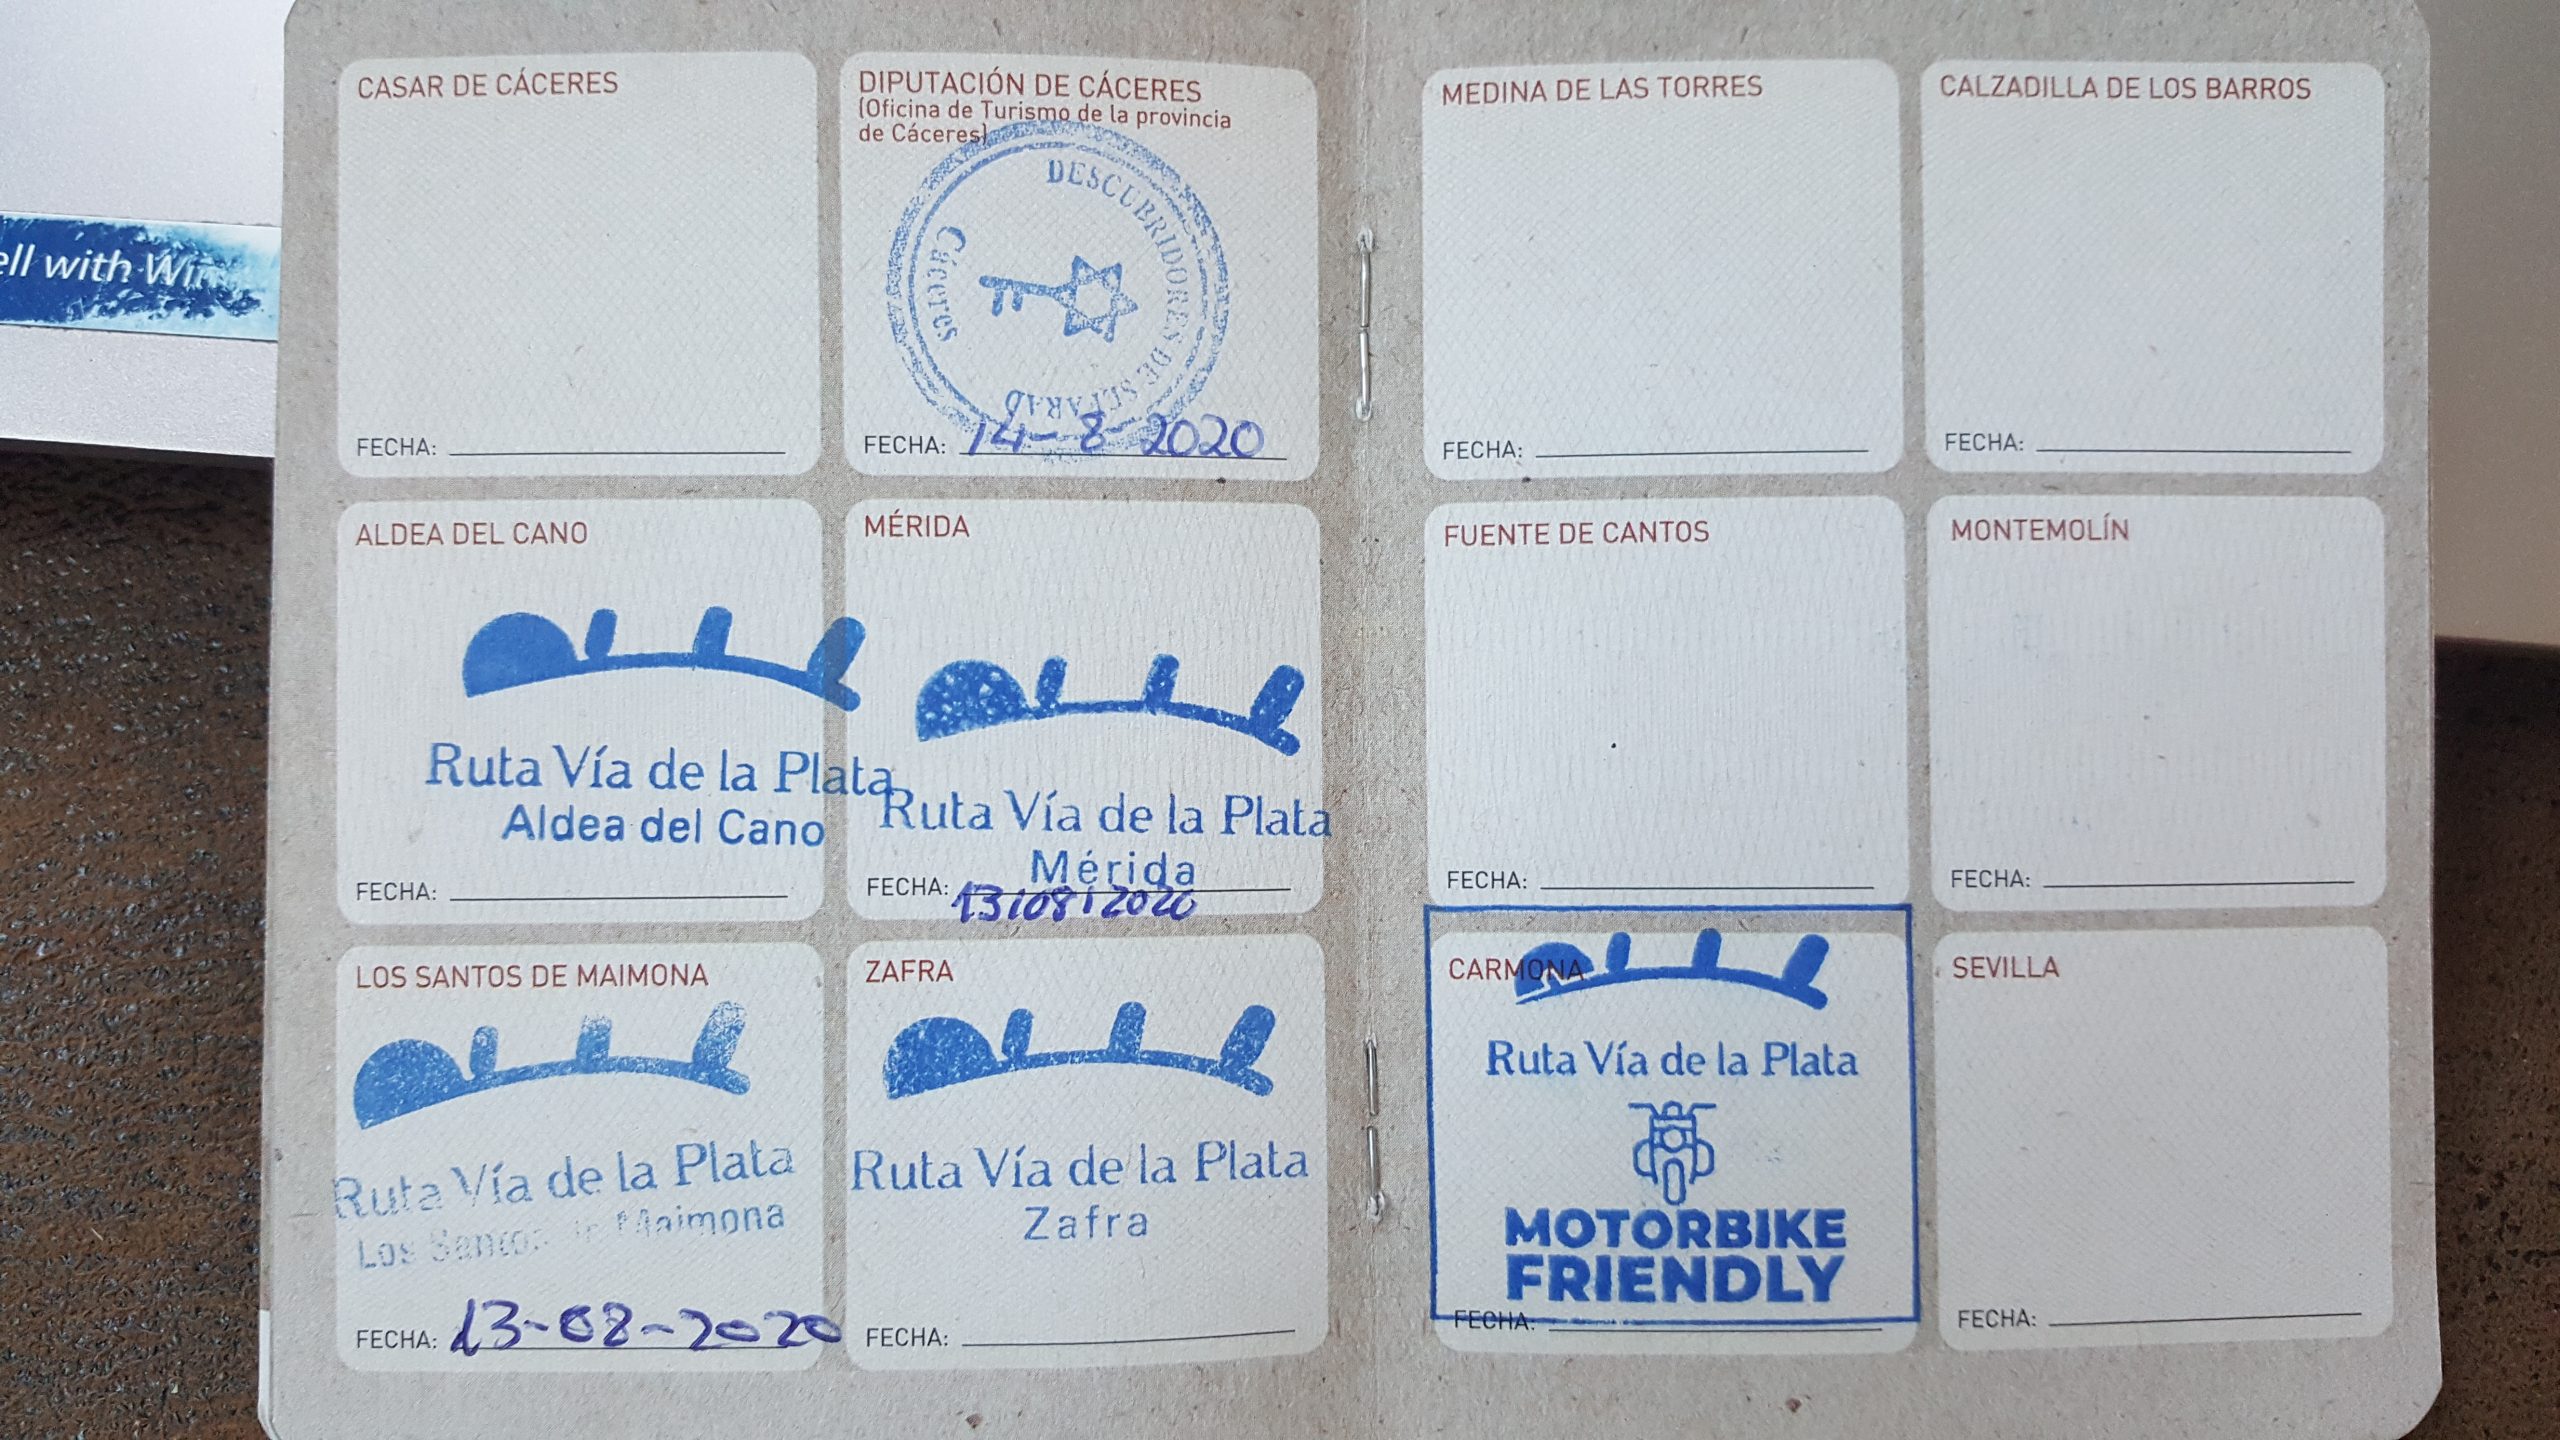 ell with Win
CASAR DE CÁCERES
FECHA:
DIPUTACIÓN DE CÁCERES
(Oficina de Turismo de la provincia
de Cáceres)
DESCUBRIDORES DE SEFARAD
Cáceres
FECHA: 14-8-2020
ALDEA DEL CANO
Ruta Vía de la Plata
Aldea del Cano
FECHA:
MÉRIDA
Ruta Vía de la Plata
Mérida
FECHA: 13/08/2020
LOS SANTOS DE MAIMONA
Ruta Vía de la Plata
Los Santos de Maimona
FECHA: 13-08-2020
ZAFRA
Ruta Vía de la Plata
Zafra
FECHA:
MEDINA DE LAS TORRES
FECHA:
CALZADILLA DE LOS BARROS
FECHA:
FUENTE DE CANTOS
FECHA:
MONTEMOLÍN
FECHA:
CARMONA
Ruta Vía de la Plata
MOTORBIKE
FRIENDLY
FECHA:
SEVILLA
FECHA: